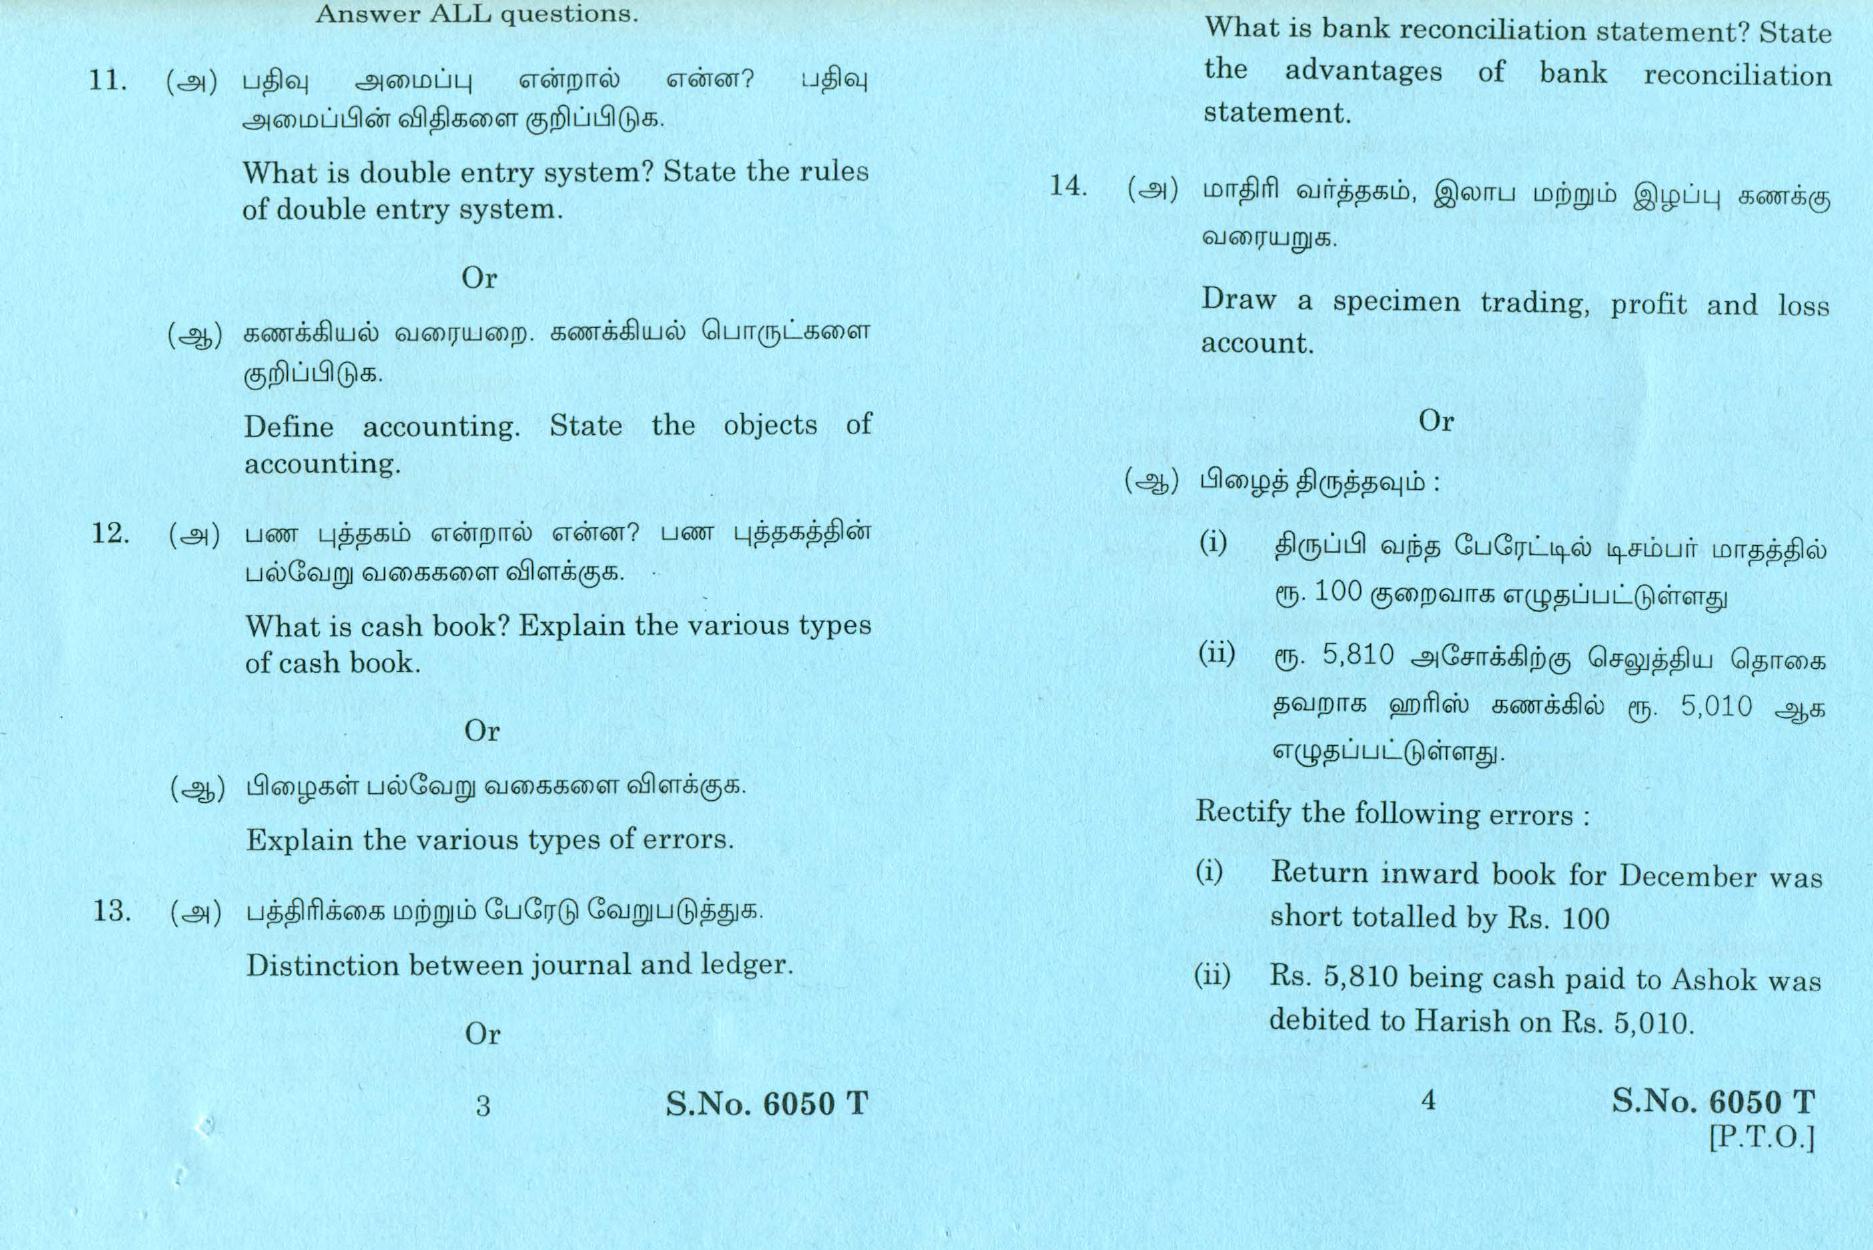 Answer ALL questions.
11. (அ) பதிவு அமைப்பு என்றால் என்ன? பதிவு
அமைப்பின் விதிகளை குறிப்பிடுக.
What is double entry system? State the rules
of double entry system.
Or
(ஆ) கணக்கியல் வரையறை. கணக்கியல் பொருட்களை
குறிப்பிடுக.
Define accounting. State the objects of
accounting.
12. (அ) பண புத்தகம் என்றால் என்ன? பண புத்தகத்தின்
பல்வேறு வகைகளை விளக்குக.
What is cash book? Explain the various types
of cash book.
Or
(ஆ) பிழைகள் பல்வேறு வகைகளை விளக்குக.
Explain the various types of errors.
13. (அ) பத்திரிக்கை மற்றும் பேரேடு வேறுபடுத்துக.
Distinction between journal and ledger.
Or
3 S.No. 6050 T
What is bank reconciliation statement? State
the advantages of bank reconciliation
statement.
14. (அ) மாதிரி வர்த்தகம், இலாப மற்றும் இழப்பு கணக்கு
வரையறுக.
Draw a specimen trading, profit and loss
account.
Or
(ஆ) பிழைத் திருத்தவும் :
(i) திருப்பி வந்த பேரேட்டில் டிசம்பர் மாதத்தில்
ரூ. 100 குறைவாக எழுதப்பட்டுள்ளது
(ii) ரூ. 5,810 அசோக்கிற்கு செலுத்திய தொகை
தவறாக ஹரிஸ் கணக்கில் ரூ. 5,010 ஆக
எழுதப்பட்டுள்ளது.
Rectify the following errors :
(i) Return inward book for December was
short totalled by Rs. 100
(ii) Rs. 5,810 being cash paid to Ashok was
debited to Harish on Rs. 5,010.
4 S.No. 6050 T
[P.T.O.]